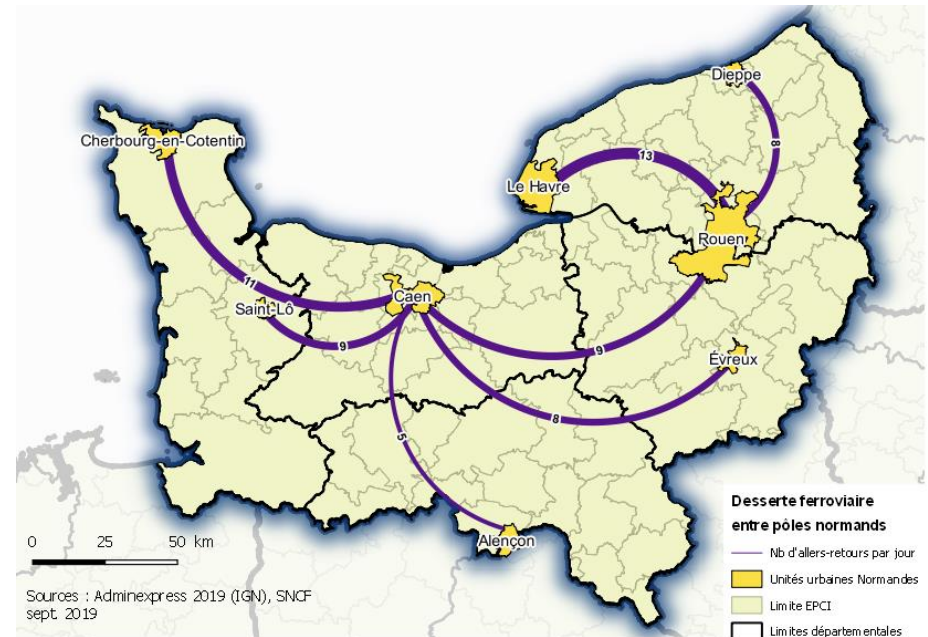 Dieppe
Cherbourg-en-Cotentin
8
13
Le Havre
Rouen
11
Caen
Saint-Lô
9
9
Évreux
8
5
Alençon
0 25 50 km
Sources : Adminexpress 2019 (IGN), SNCF
sept. 2019
Desserte ferroviaire
entre pôles normands
Nb d'allers-retours par jour
Unités urbaines Normandes
Limite EPCI
Limites départementales